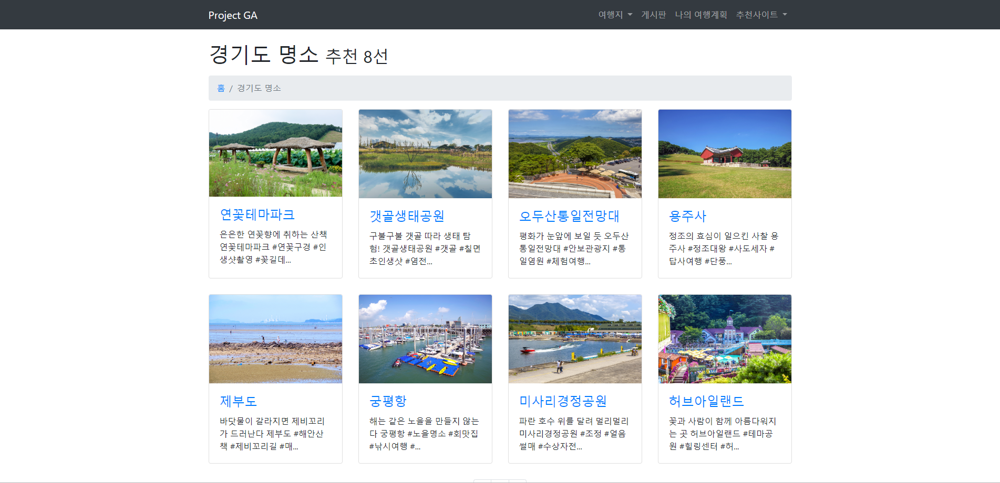 Project GA
여행지 게시판 나의 여행계획 추천사이트
경기도 명소 추천 8선
홈 / 경기도 명소
연꽃테마파크
은은한 연꽃향에 취하는 산책
연꽃테마파크 #연꽃구경 #인
생샷촬영 #꽃길데...
갯골생태공원
구불구불 갯골 따라 생태 탐
험! 갯골생태공원 #갯골 #칠면
초인생샷 #염전...
오두산통일전망대
평화가 눈앞에 보일 듯 오두산
통일전망대 #안보관광지 #통
일염원 #체험여행...
용주사
정조의 효심이 일으킨 사찰 용
주사 #정조대왕 #사도세자 #
답사여행 #단풍...
제부도
바닷물이 갈라지면 제비꼬리
가 드러난다 제부도 #해안산
책 #제비꼬리길 #매...
궁평항
해는 같은 노을을 만들지 않는
다 궁평항 #노을명소 #회맛집
#낚시여행 #...
미사리경정공원
파란 호수 위를 달려 멀리멀리
미사리경정공원 #조정 #얼음
썰매 #수상자전...
허브아일랜드
꽃과 사람이 함께 아름다워지
는 곳 허브아일랜드 #테마공
원 #힐링센터 #허...